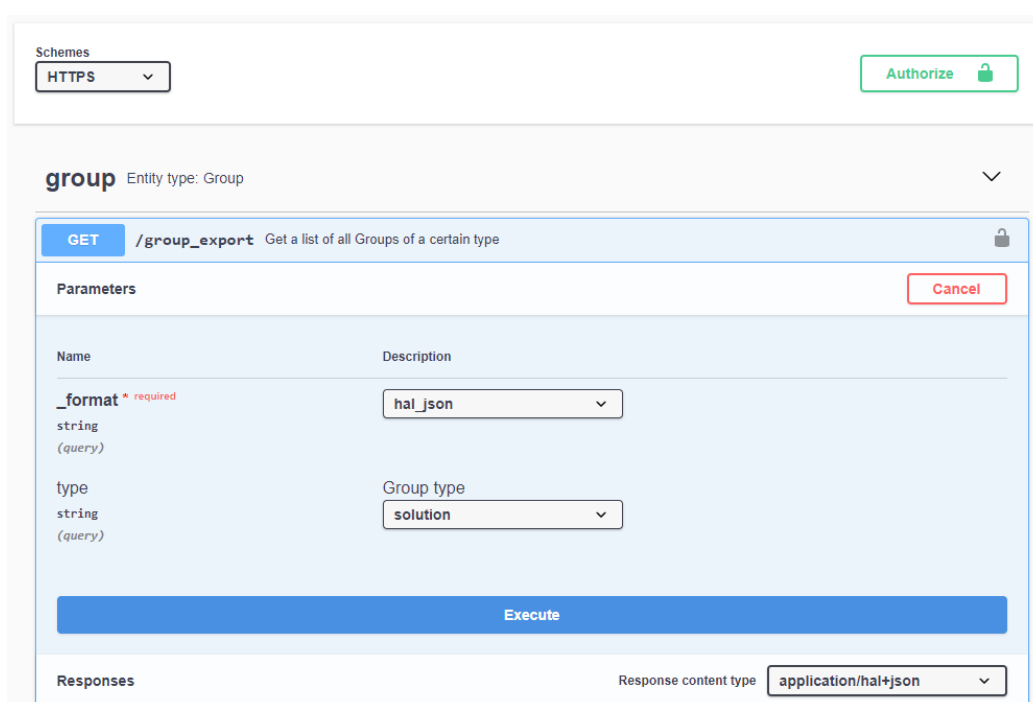 Schemes
HTTPS
Authorize
group Entity type: Group
GET /group_export Get a list of all Groups of a certain type
Parameters Cancel
Name Description
_format * required hal_json
string
(query)
type Group type
string solution
(query)
Execute
Responses Response content type application/hal+json